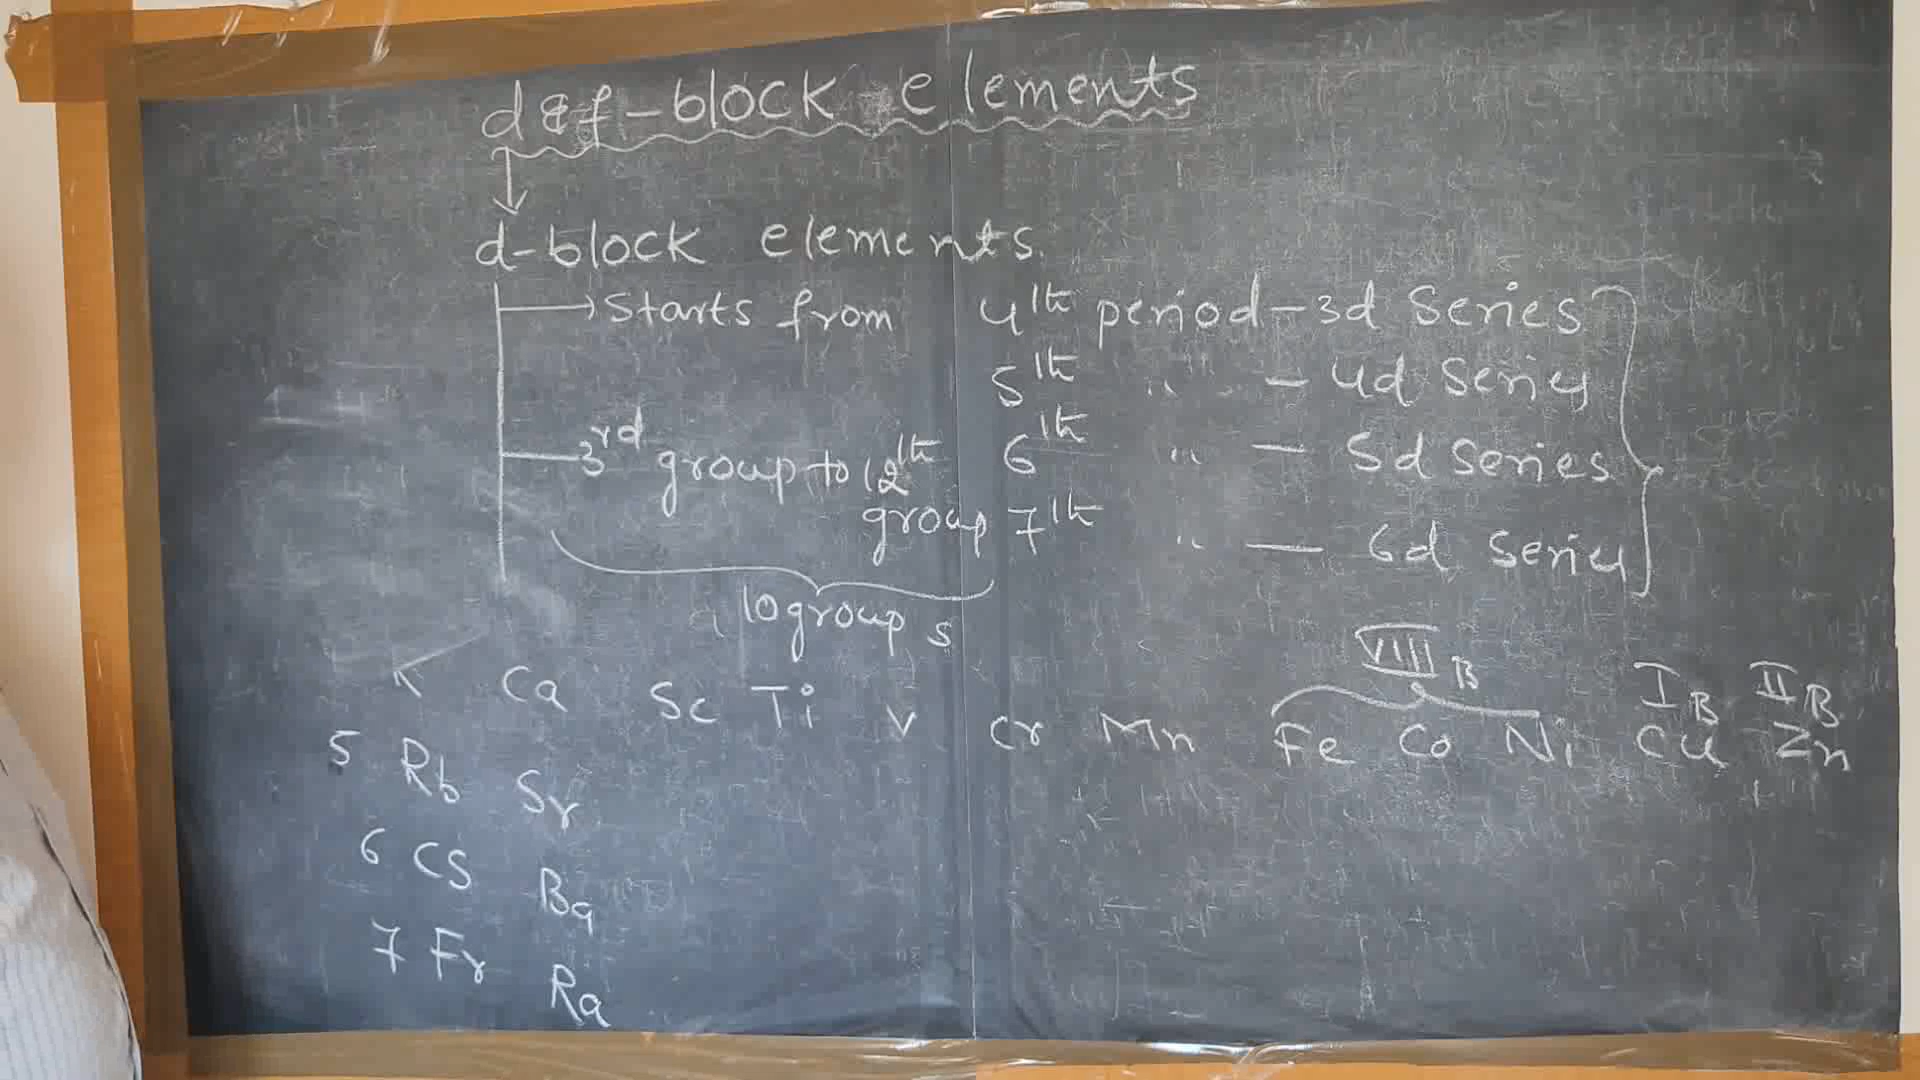 d & f - block elements
d-block elements.
→ Starts from 4th period - 3d Series
5th " - 4d Series
3rd group to 12th group
6th " - 5d Series
7th " - 6d Series
10 groups
VIII B
I B II B
K Ca Sc Ti V Cr Mn Fe Co Ni Cu Zn
5 Rb Sr
6 Cs Ba
7 Fr Ra